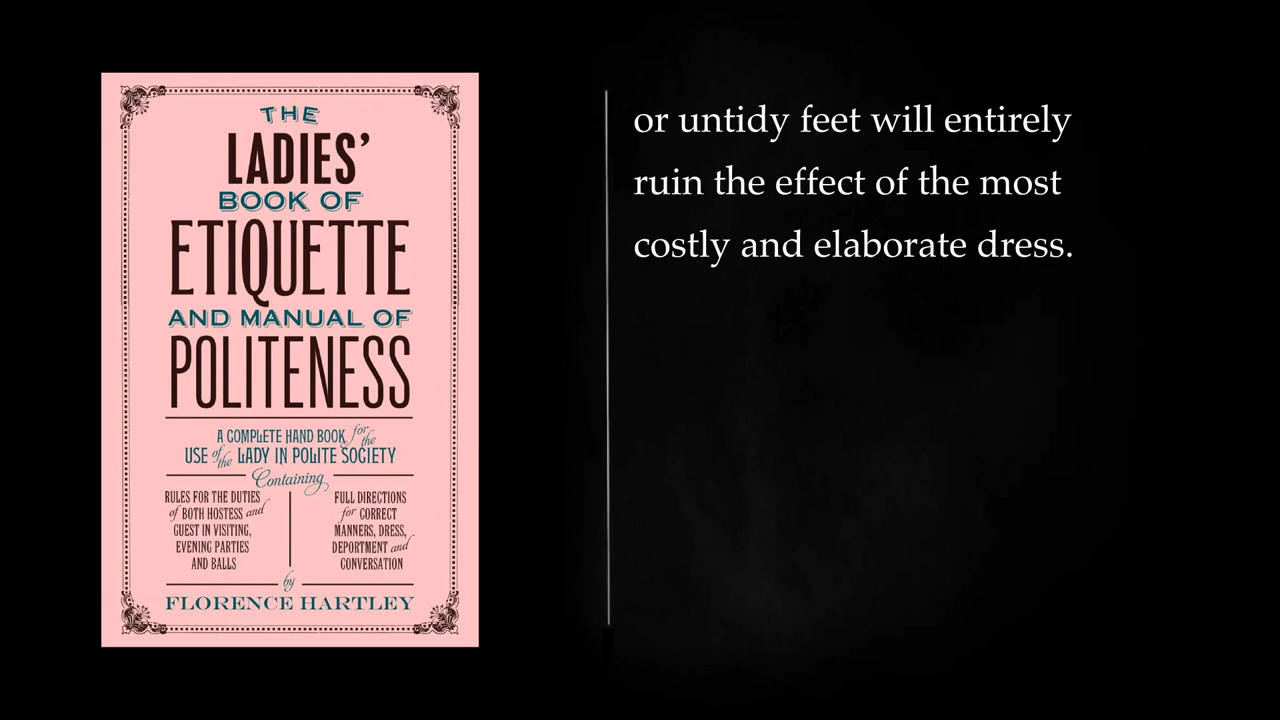 THE
LADIES'
BOOK OF
ETIQUETTE
AND MANUAL OF
POLITENESS
A COMPLETE HAND BOOK for the
USE of the LADY IN POLITE SOCIETY
Containing
RULES FOR THE DUTIES
of BOTH HOSTESS and
GUEST IN VISITING,
EVENING PARTIES
AND BALLS
FULL DIRECTIONS
for CORRECT
MANNERS, DRESS,
DEPORTMENT and
CONVERSATION
by
FLORENCE HARTLEY
or untidy feet will entirely
ruin the effect of the most
costly and elaborate dress.